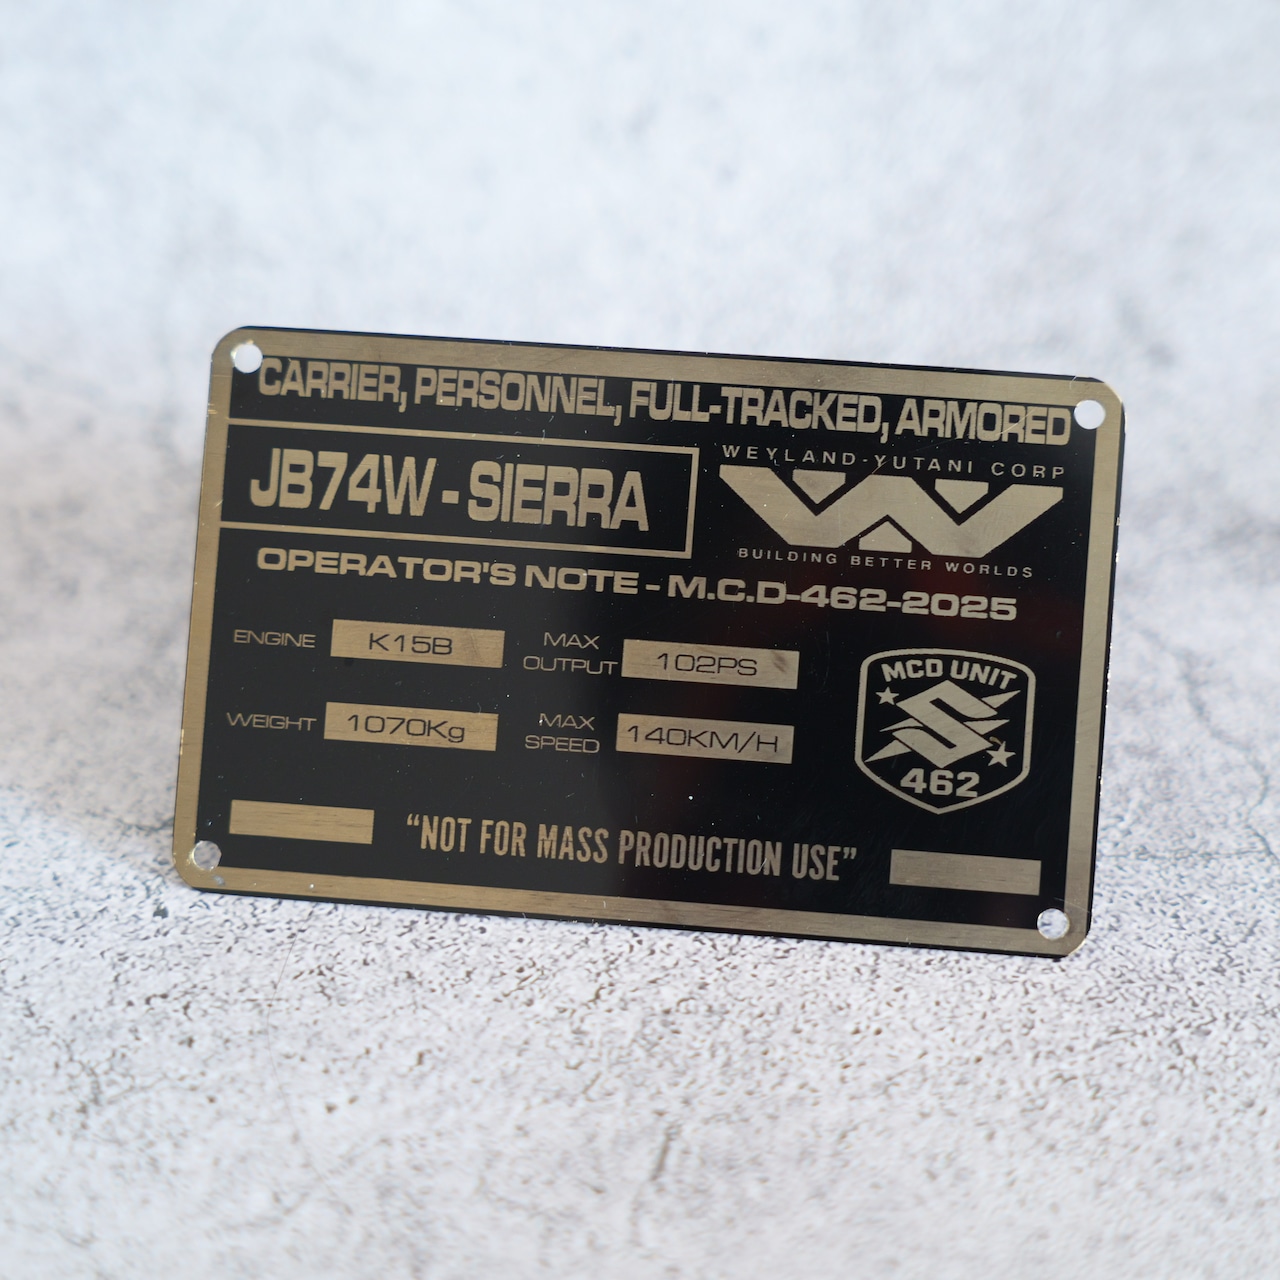 CARRIER, PERSONNEL, FULL-TRACKED, ARMORED
JB74W - SIERRA
WEYLAND-YUTANI CORP
BUILDING BETTER WORLDS
OPERATOR'S NOTE - M.C.D-462-2025
ENGINE K15B
MAX OUTPUT 102PS
WEIGHT 1070Kg
MAX SPEED 140KM/H
MCD UNIT
462
“NOT FOR MASS PRODUCTION USE”